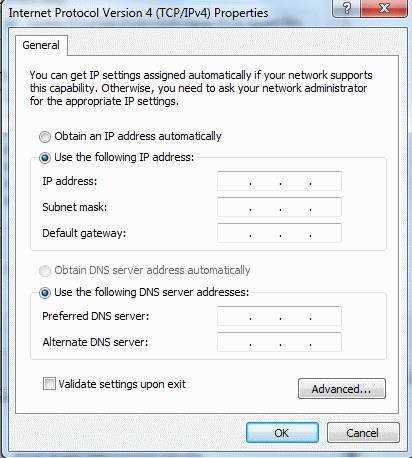 Internet Protocol Version 4 (TCP/IPv4) Properties
General
You can get IP settings assigned automatically if your network supports
this capability. Otherwise, you need to ask your network administrator
for the appropriate IP settings.
Obtain an IP address automatically
Use the following IP address:
IP address: . . .
Subnet mask: . . .
Default gateway: . . .
Obtain DNS server address automatically
Use the following DNS server addresses:
Preferred DNS server: . . .
Alternate DNS server: . . .
Validate settings upon exit
Advanced...
OK Cancel